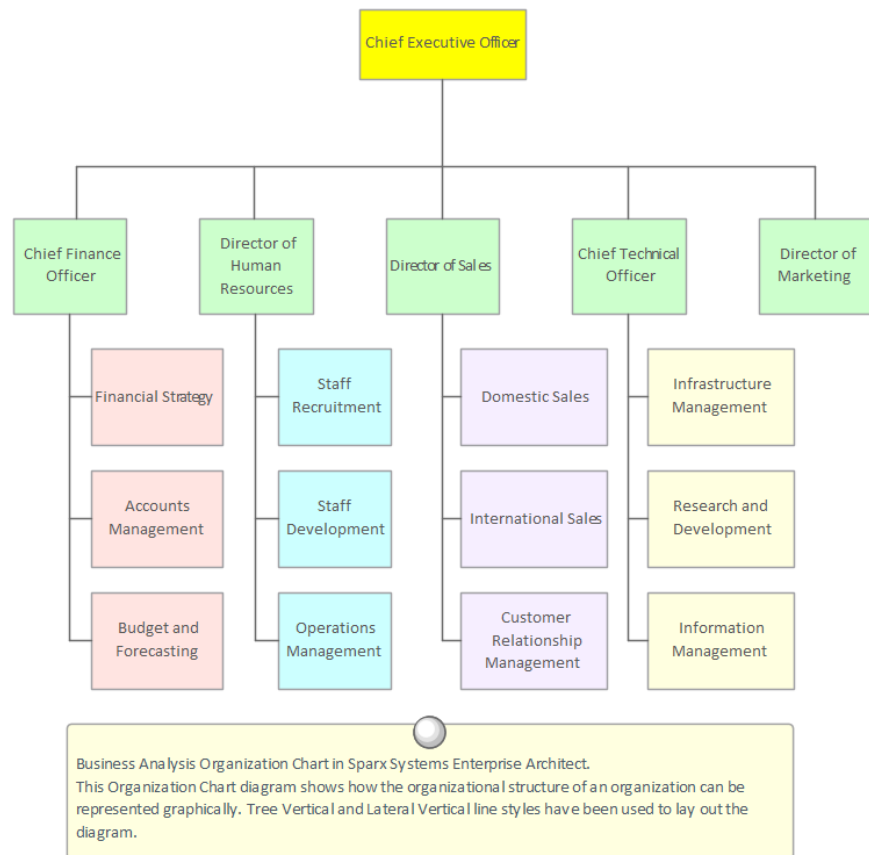 Chief Executive Officer
Chief Finance
Officer
Director of
Human
Resources
Director of Sales
Chief Technical
Officer
Director of
Marketing
Financial Strategy
Staff
Recruitment
Domestic Sales
Infrastructure
Management
Accounts
Management
Staff
Development
International Sales
Research and
Development
Budget and
Forecasting
Operations
Management
Customer
Relationship
Management
Information
Management
Business Analysis Organization Chart in Sparx Systems Enterprise Architect.
This Organization Chart diagram shows how the organizational structure of an organization can be
represented graphically. Tree Vertical and Lateral Vertical line styles have been used to lay out the
diagram.